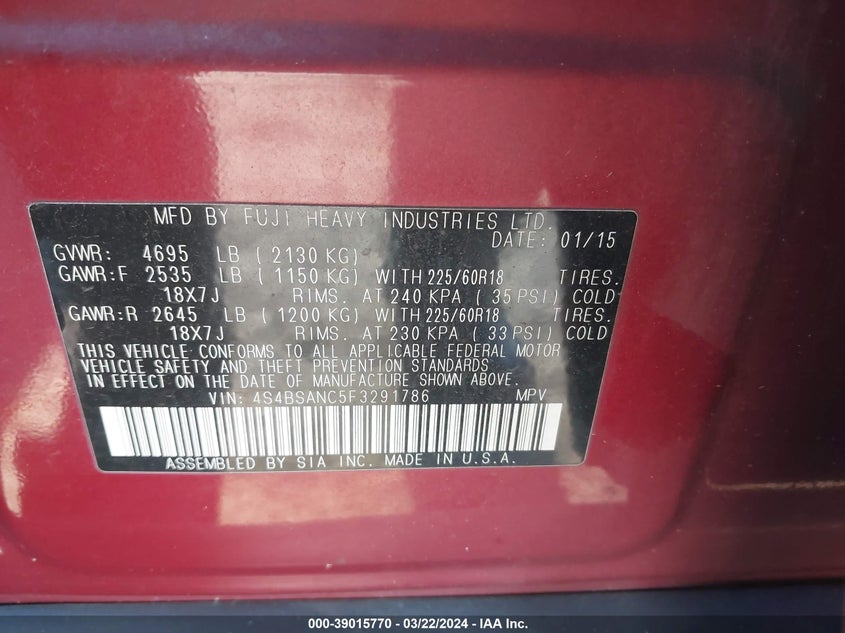 MFD BY FUJI HEAVY INDUSTRIES LTD.
DATE: 01/15
GVWR: 4695 LB ( 2130 KG)
GAWR:F 2535 LB ( 1150 KG) WITH 225/60R18 TIRES.
18X7J RIMS. AT 240 KPA ( 35 PSI) COLD
GAWR:R 2645 LB ( 1200 KG) WITH 225/60R18 TIRES.
18X7J RIMS. AT 230 KPA ( 33 PSI) COLD
THIS VEHICLE CONFORMS TO ALL APPLICABLE FEDERAL MOTOR
VEHICLE SAFETY AND THEFT PREVENTION STANDARDS
IN EFFECT ON THE DATE OF MANUFACTURE SHOWN ABOVE.
VIN: 4S4BSANC5F3291786 MPV
ASSEMBLED BY SIA INC. MADE IN U.S.A.
000-39015770 - 03/22/2024 - IAA Inc.